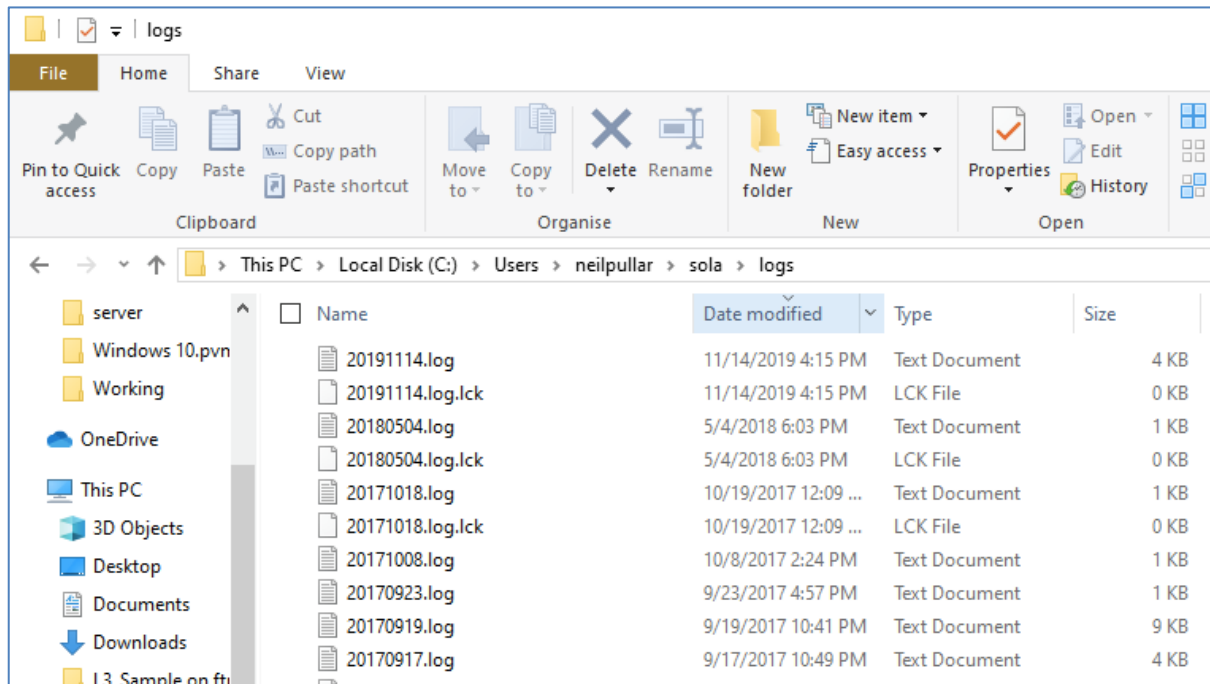 logs
File Home Share View
Pin to Quick access
Copy
Paste
Cut
Copy path
Paste shortcut
Move to
Copy to
Delete
Rename
New folder
New item
Easy access
Properties
Open
Edit
History
Clipboard Organise New Open
This PC > Local Disk (C:) > Users > neilpullar > sola > logs
server
Windows 10.pvm
Working
OneDrive
This PC
3D Objects
Desktop
Documents
Downloads
Name Date modified Type Size
20191114.log 11/14/2019 4:15 PM Text Document 4 KB
20191114.log.lck 11/14/2019 4:15 PM LCK File 0 KB
20180504.log 5/4/2018 6:03 PM Text Document 1 KB
20180504.log.lck 5/4/2018 6:03 PM LCK File 0 KB
20171018.log 10/19/2017 12:09 ... Text Document 1 KB
20171018.log.lck 10/19/2017 12:09 ... LCK File 0 KB
20171008.log 10/8/2017 2:24 PM Text Document 1 KB
20170923.log 9/23/2017 4:57 PM Text Document 1 KB
20170919.log 9/19/2017 10:41 PM Text Document 9 KB
20170917.log 9/17/2017 10:49 PM Text Document 4 KB